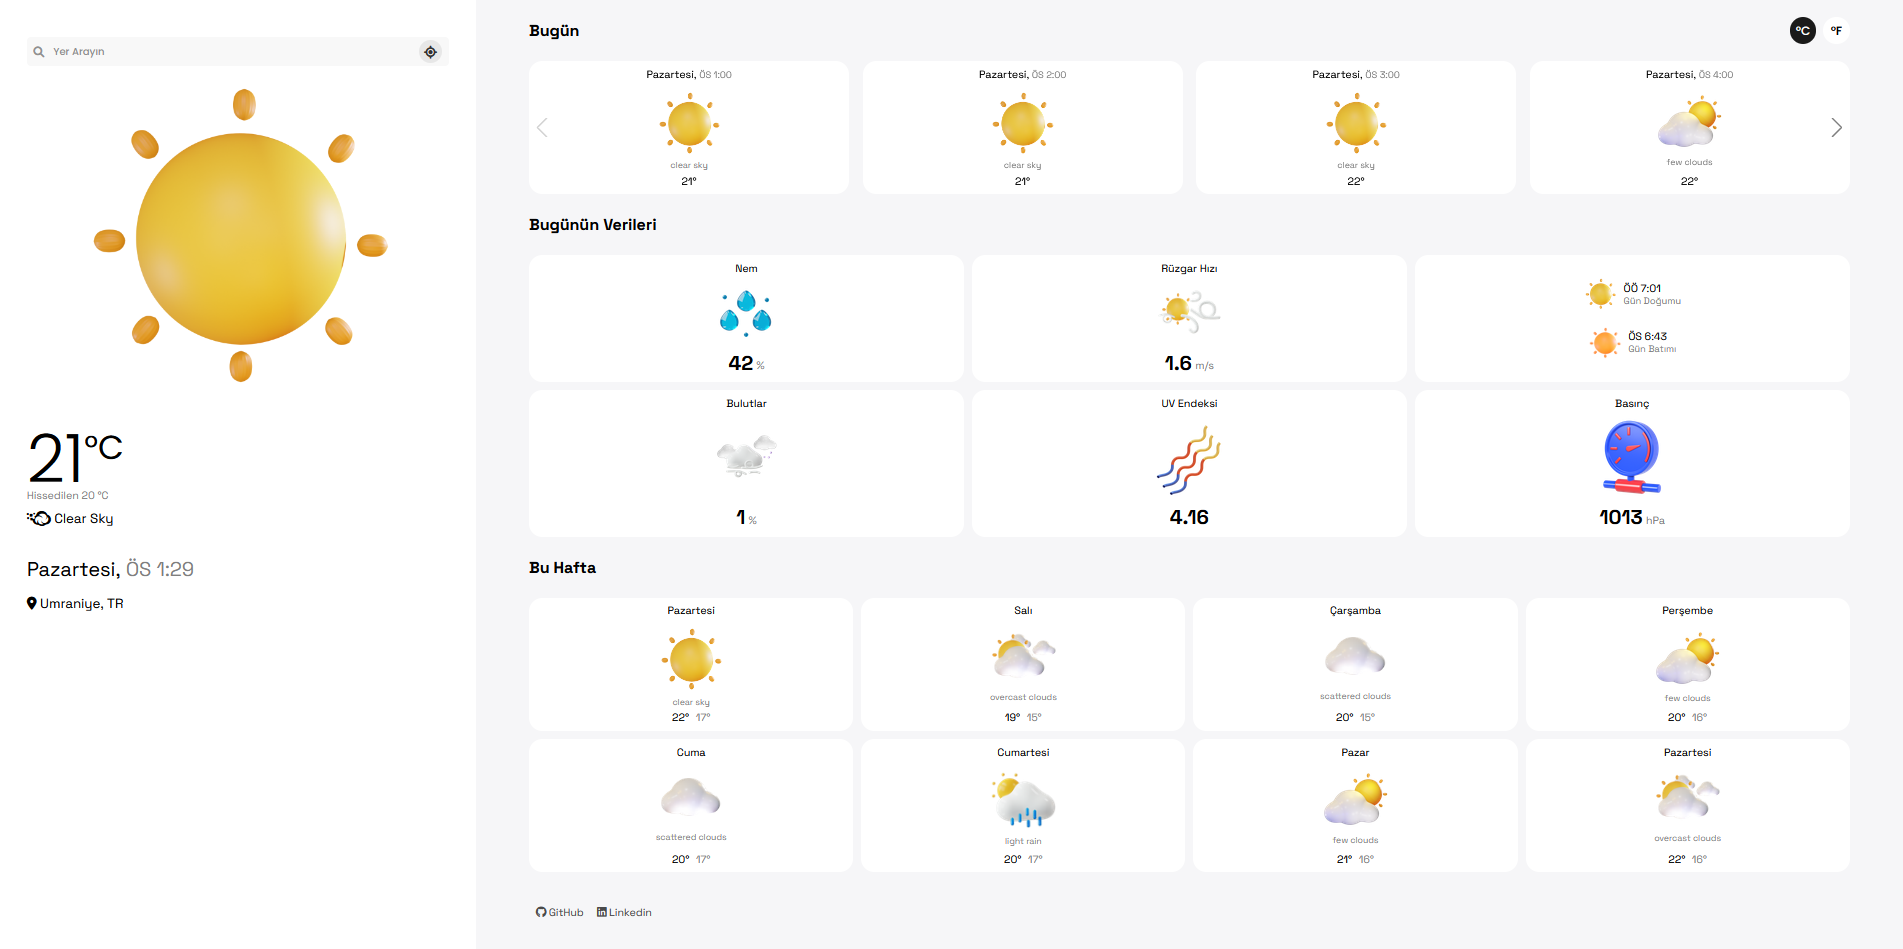 Yer Arayın
21°C
Hissedilen 20 °C
Clear Sky
Pazartesi, ÖS 1:29
Umraniye, TR
Bugün
°C °F
Pazartesi, ÖS 1:00
clear sky
21°
Pazartesi, ÖS 2:00
clear sky
21°
Pazartesi, ÖS 3:00
clear sky
22°
Pazartesi, ÖS 4:00
few clouds
22°
Bugünün Verileri
Nem
42 %
Rüzgar Hızı
1.6 m/s
ÖÖ 7:01
Gün Doğumu
ÖS 6:43
Gün Batımı
Bulutlar
1 %
UV Endeksi
4.16
Basınç
1013 hPa
Bu Hafta
Pazartesi
clear sky
22° 17°
Salı
overcast clouds
19° 15°
Çarşamba
scattered clouds
20° 15°
Perşembe
few clouds
20° 16°
Cuma
scattered clouds
20° 17°
Cumartesi
light rain
20° 17°
Pazar
few clouds
21° 16°
Pazartesi
overcast clouds
22° 16°
GitHub Linkedin